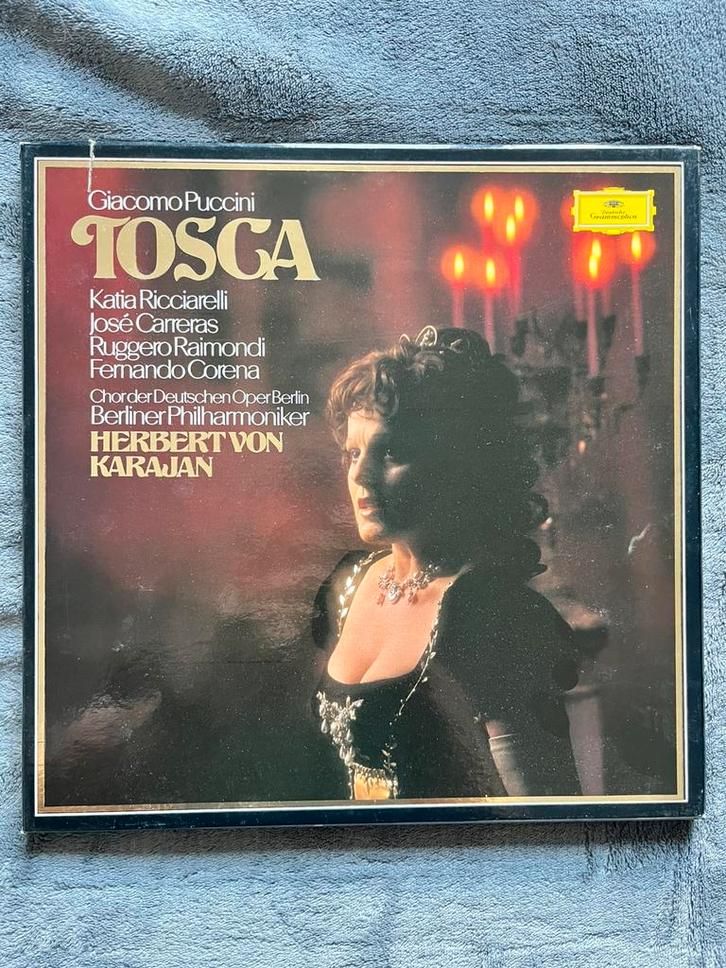 Giacomo Puccini
TOSCA
Katia Ricciarelli
José Carreras
Ruggero Raimondi
Fernando Corena
Chor der Deutschen Oper Berlin
Berliner Philharmoniker
HERBERT VON
KARAJAN
Deutsche
Grammophon